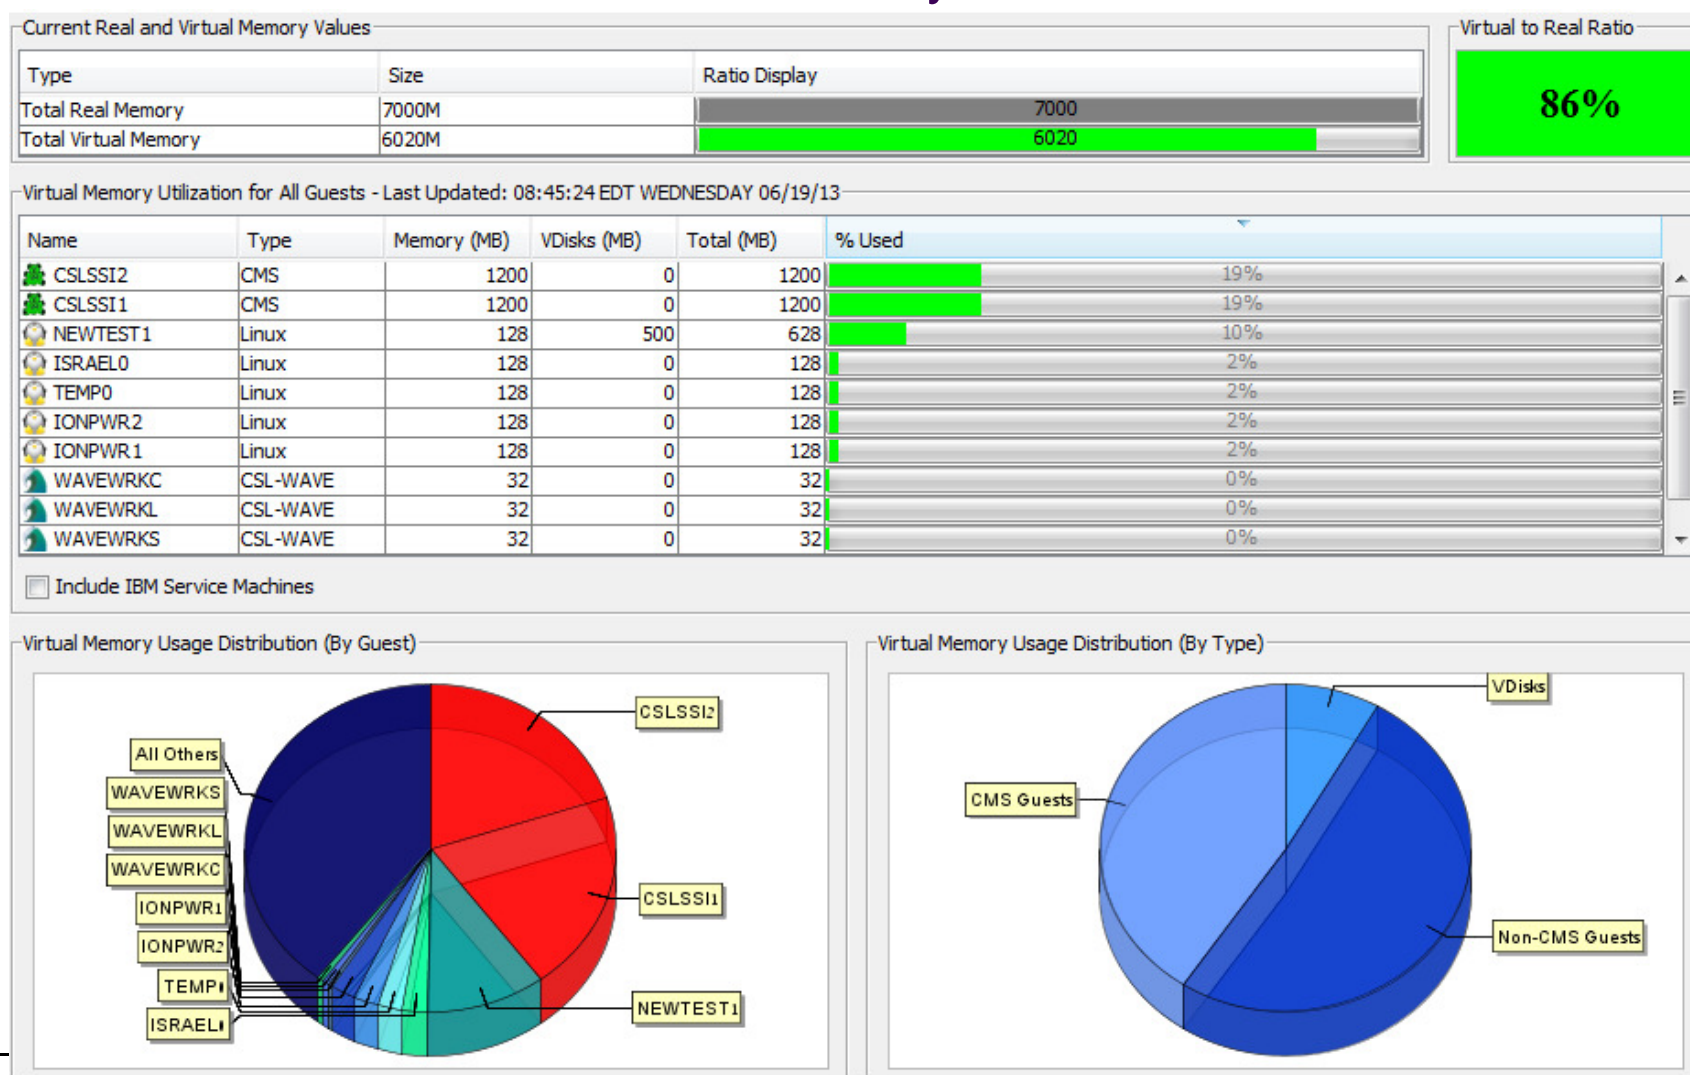 Current Real and Virtual Memory Values
Virtual to Real Ratio
Type Size Ratio Display
Total Real Memory 7000M 7000
Total Virtual Memory 6020M 6020
86%
Virtual Memory Utilization for All Guests - Last Updated: 08:45:24 EDT WEDNESDAY 06/19/13
Name Type Memory (MB) VDisks (MB) Total (MB) % Used
CSLSSI2 CMS 1200 0 1200 19%
CSLSSI1 CMS 1200 0 1200 19%
NEWTEST1 Linux 128 500 628 10%
ISRAEL0 Linux 128 0 128 2%
TEMP0 Linux 128 0 128 2%
IONPWR2 Linux 128 0 128 2%
IONPWR1 Linux 128 0 128 2%
WAVEWRKC CSL-WAVE 32 0 32 0%
WAVEWRKL CSL-WAVE 32 0 32 0%
WAVEWRKS CSL-WAVE 32 0 32 0%
Include IBM Service Machines
Virtual Memory Usage Distribution (By Guest)
CSLSSI2
All Others
WAVEWRKS
WAVEWRKL
WAVEWRKC
CSLSSI1
IONPWR1
IONPWR2
TEMP0
NEWTEST1
ISRAEL0
Virtual Memory Usage Distribution (By Type)
VDisks
CMS Guests
Non-CMS Guests